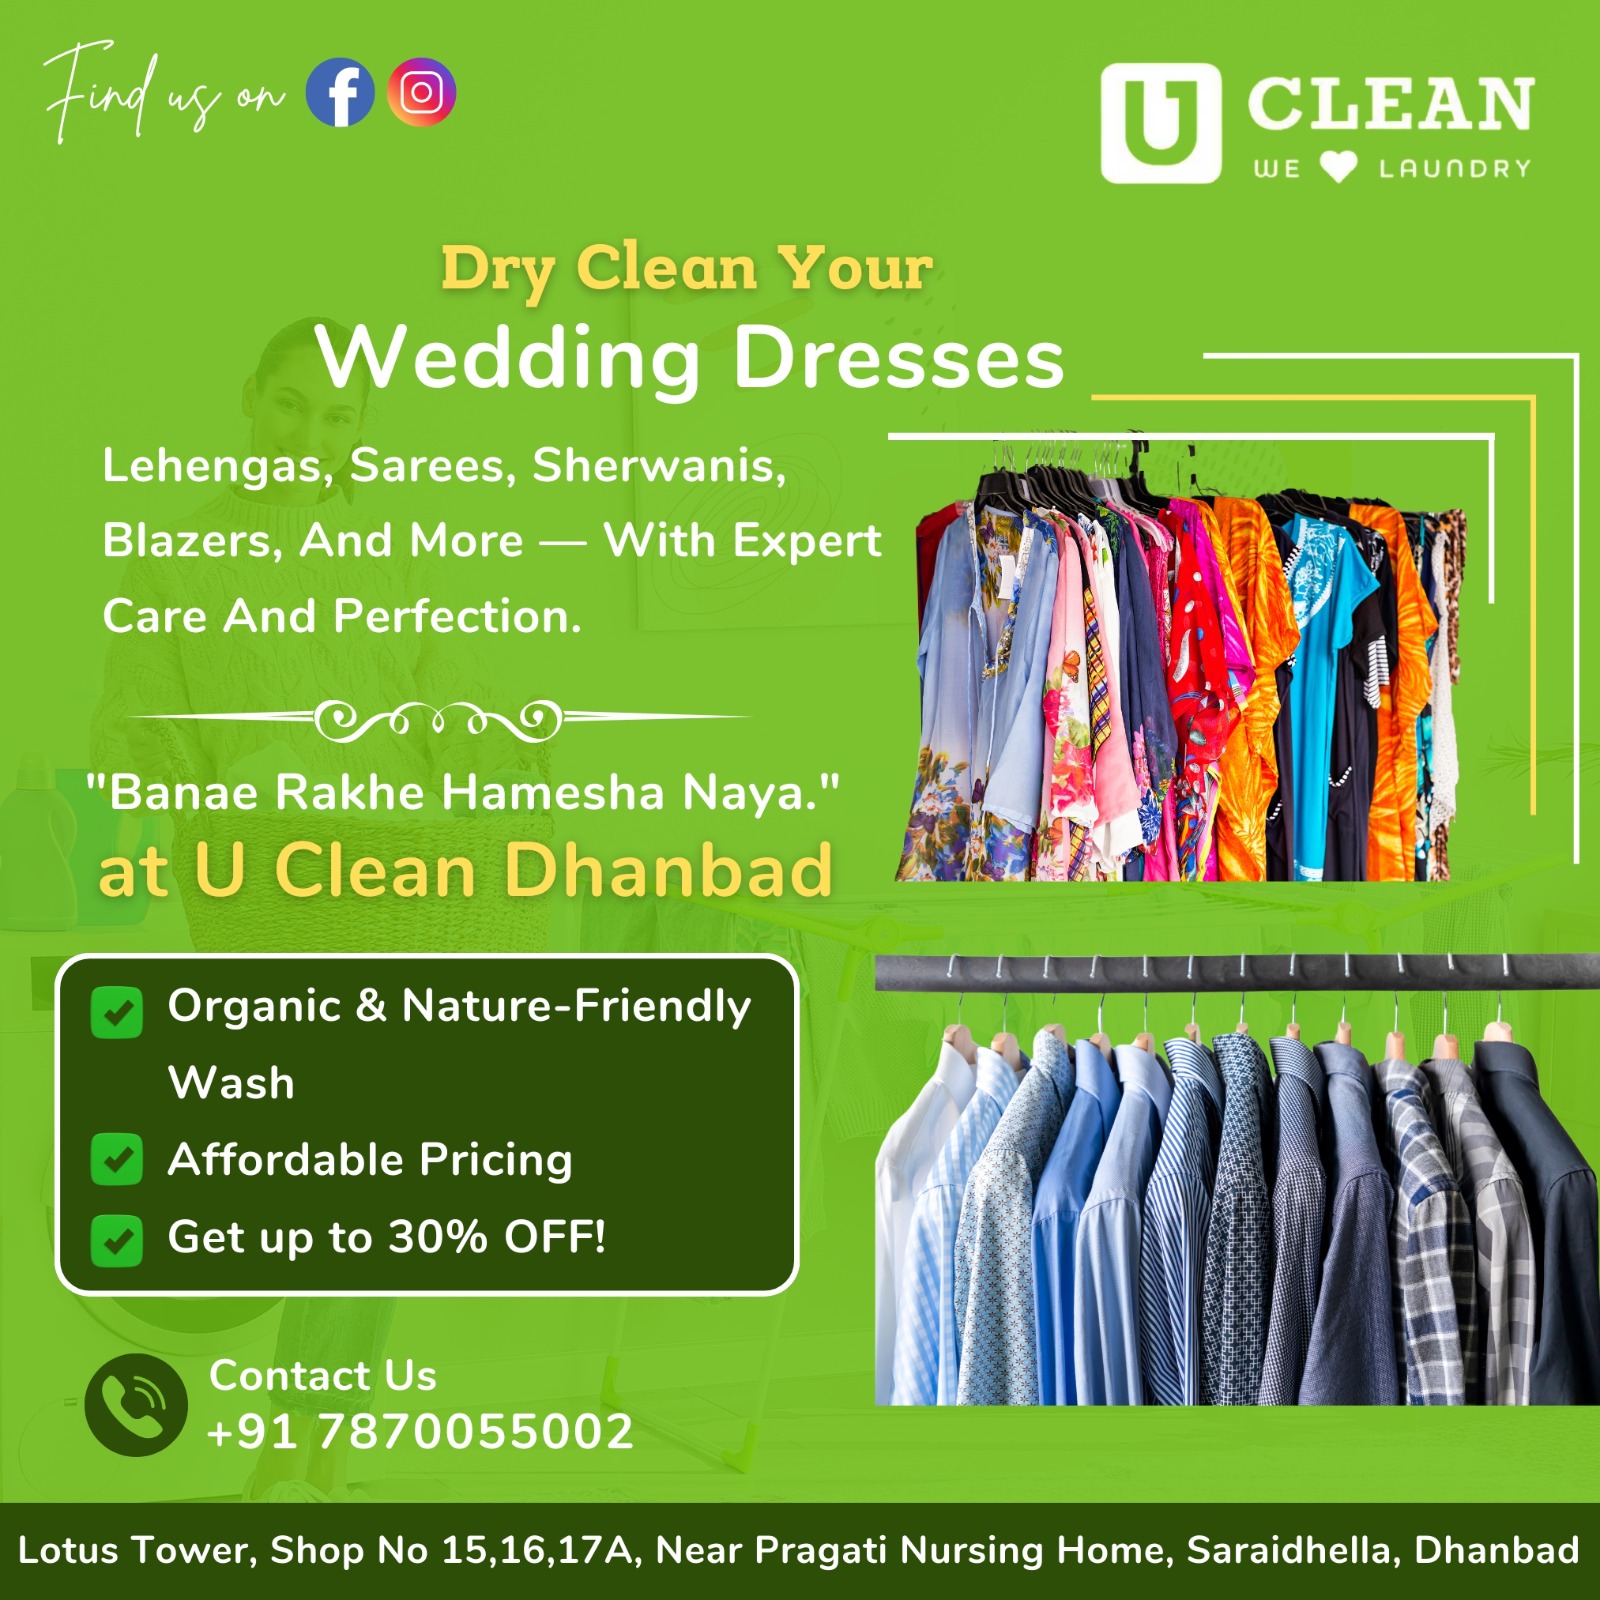 Find us on
U CLEAN
WE LAUNDRY
Dry Clean Your
Wedding Dresses
Lehengas, Sarees, Sherwanis,
Blazers, And More — With Expert
Care And Perfection.
"Banae Rakhe Hamesha Naya."
at U Clean Dhanbad
Organic & Nature-Friendly
Wash
Affordable Pricing
Get up to 30% OFF!
Contact Us
+91 7870055002
Lotus Tower, Shop No 15,16,17A, Near Pragati Nursing Home, Saraidhella, Dhanbad